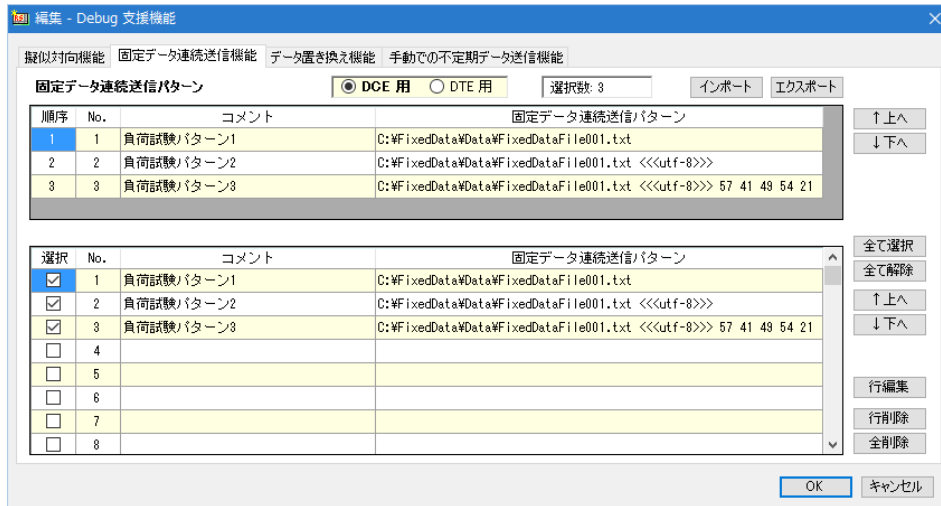 編集 - Debug 支援機能
擬似対向機能 固定データ連続送信機能 データ置き換え機能 手動での不定期データ送信機能
固定データ連続送信パターン DCE 用 DTE 用 選択数: 3 インポート エクスポート
順序 No. コメント 固定データ連続送信パターン
1 1 負荷試験パターン1 C:¥FixedData¥Data¥FixedDataFile001.txt
2 2 負荷試験パターン2 C:¥FixedData¥Data¥FixedDataFile001.txt <<<utf-8>>>
3 3 負荷試験パターン3 C:¥FixedData¥Data¥FixedDataFile001.txt <<<utf-8>>> 57 41 49 54 21
↑上へ
↓下へ
選択 No. コメント 固定データ連続送信パターン
1 負荷試験パターン1 C:¥FixedData¥Data¥FixedDataFile001.txt
2 負荷試験パターン2 C:¥FixedData¥Data¥FixedDataFile001.txt <<<utf-8>>>
3 負荷試験パターン3 C:¥FixedData¥Data¥FixedDataFile001.txt <<<utf-8>>> 57 41 49 54 21
4
5
6
7
8
全て選択
全て解除
↑上へ
↓下へ
行編集
行削除
全削除
OK キャンセル